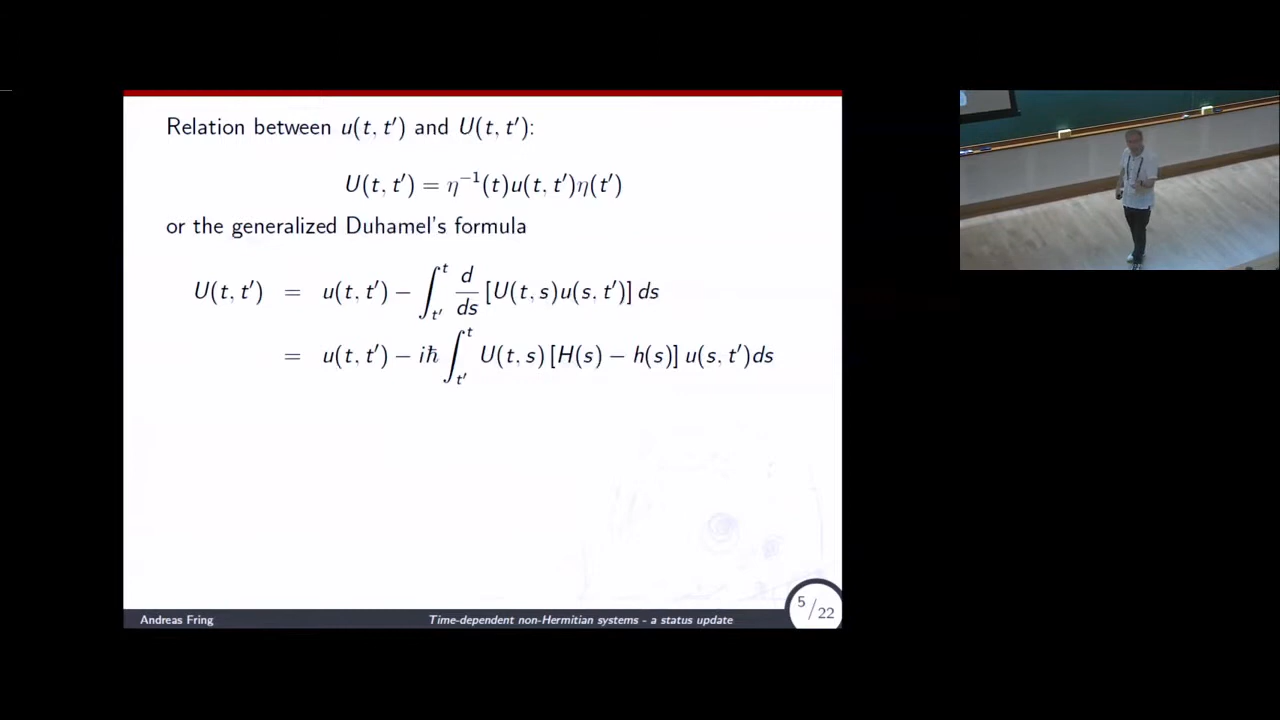 Relation between u(t, t′) and U(t, t′):
U(t, t′) = η⁻¹(t)u(t, t′)η(t′)
or the generalized Duhamel's formula
U(t, t′) = u(t, t′) − ∫_{t′}^{t} d/ds [U(t, s)u(s, t′)] ds
= u(t, t′) − iħ ∫_{t′}^{t} U(t, s) [H(s) − h(s)] u(s, t′)ds
Andreas Fring
Time-dependent non-Hermitian systems - a status update
5/22